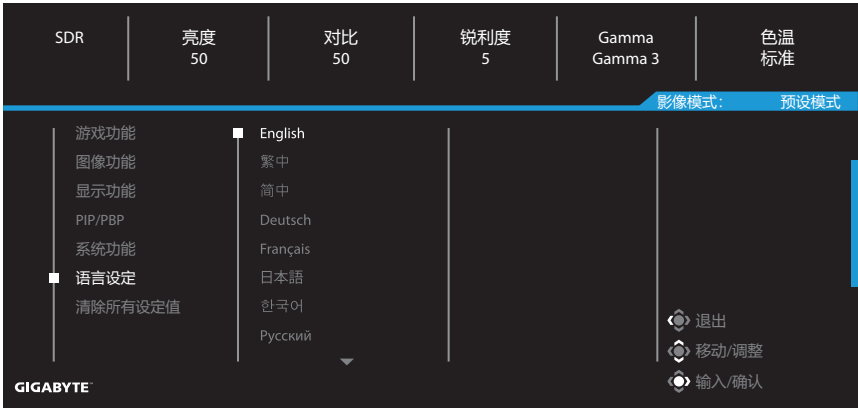 SDR
亮度
50
对比
50
锐利度
5
Gamma
Gamma 3
色温
标准
影像模式: 预设模式
游戏功能
图像功能
显示功能
PIP/PBP
系统功能
语言设定
清除所有设定值
English
繁中
简中
Deutsch
Français
日本語
한국어
Русский
退出
移动/调整
输入/确认
GIGABYTE™